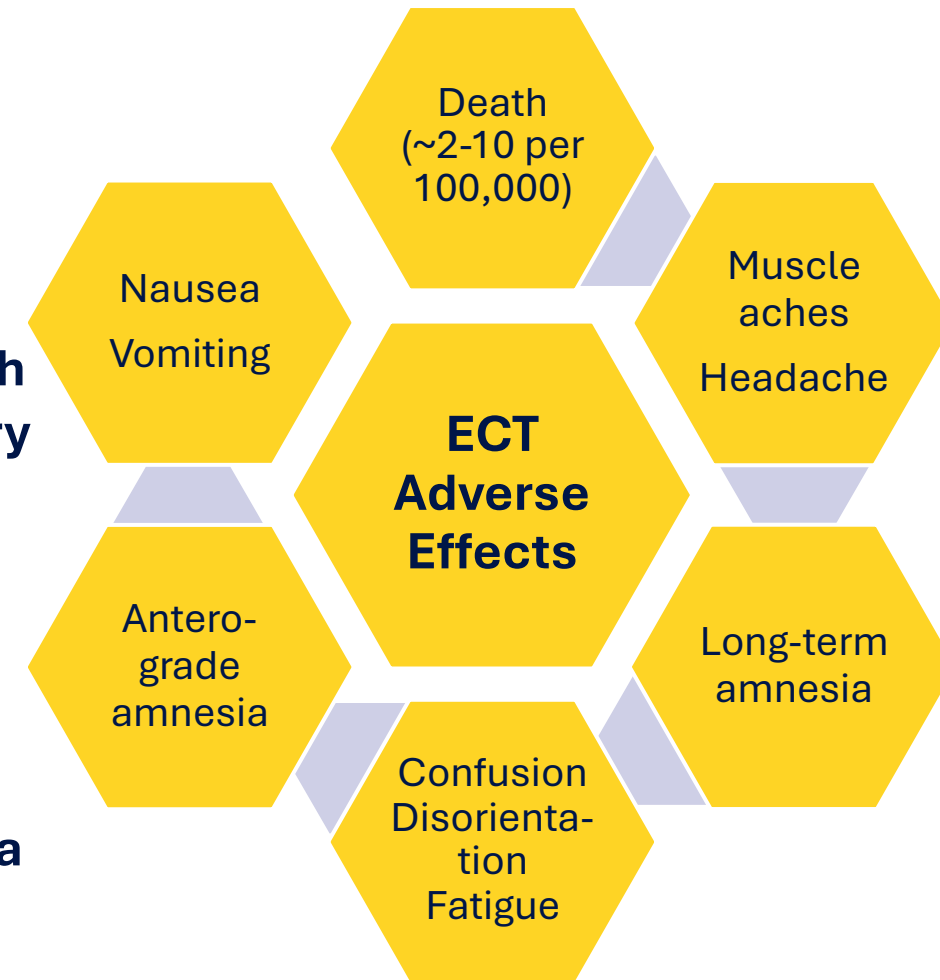 Death
(~2-10 per
100,000)
Muscle
aches
Headache
Long-term
amnesia
Confusion
Disorienta-
tion
Fatigue
Antero-
grade
amnesia
Nausea
Vomiting
ECT
Adverse
Effects